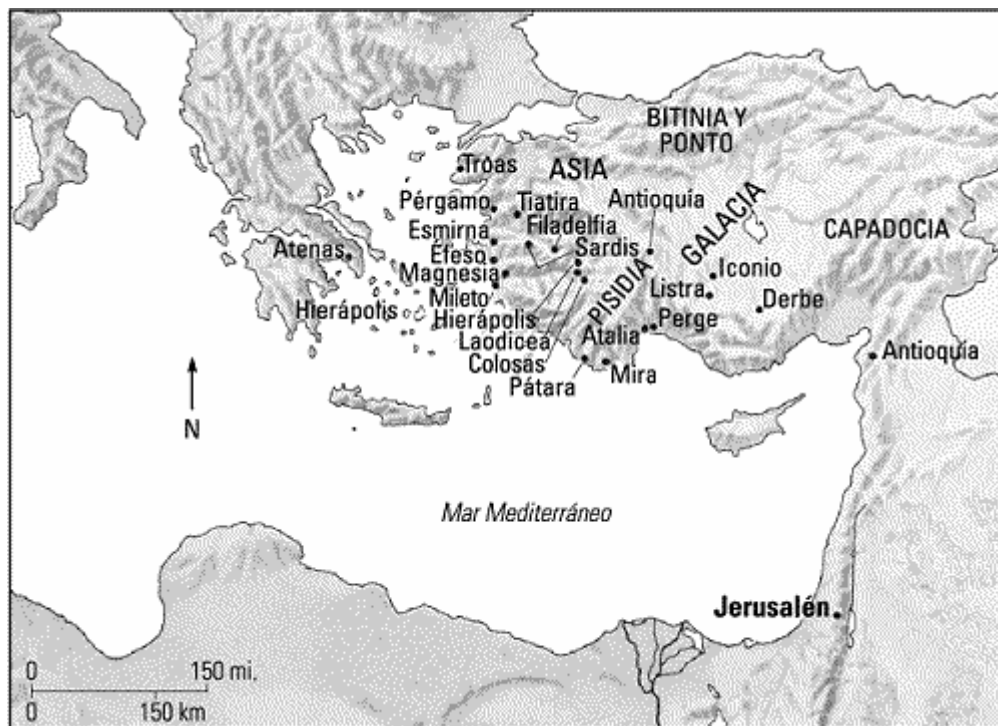 BITINIA Y
PONTO
Troas
ASIA
Pérgamo
Tiatira
Antioquía
GALACIA
Filadelfia
CAPADOCIA
Esmirna
Sardis
Atenas
Éfeso
Magnesia
PISIDIA
Iconio
Mileto
Listra
Derbe
Hierápolis
Hierápolis
Laodicea
Atalia
Perge
Colosas
Antioquía
Pátara
Mira
N
Mar Mediterráneo
Jerusalén
0 150 mi.
0 150 km